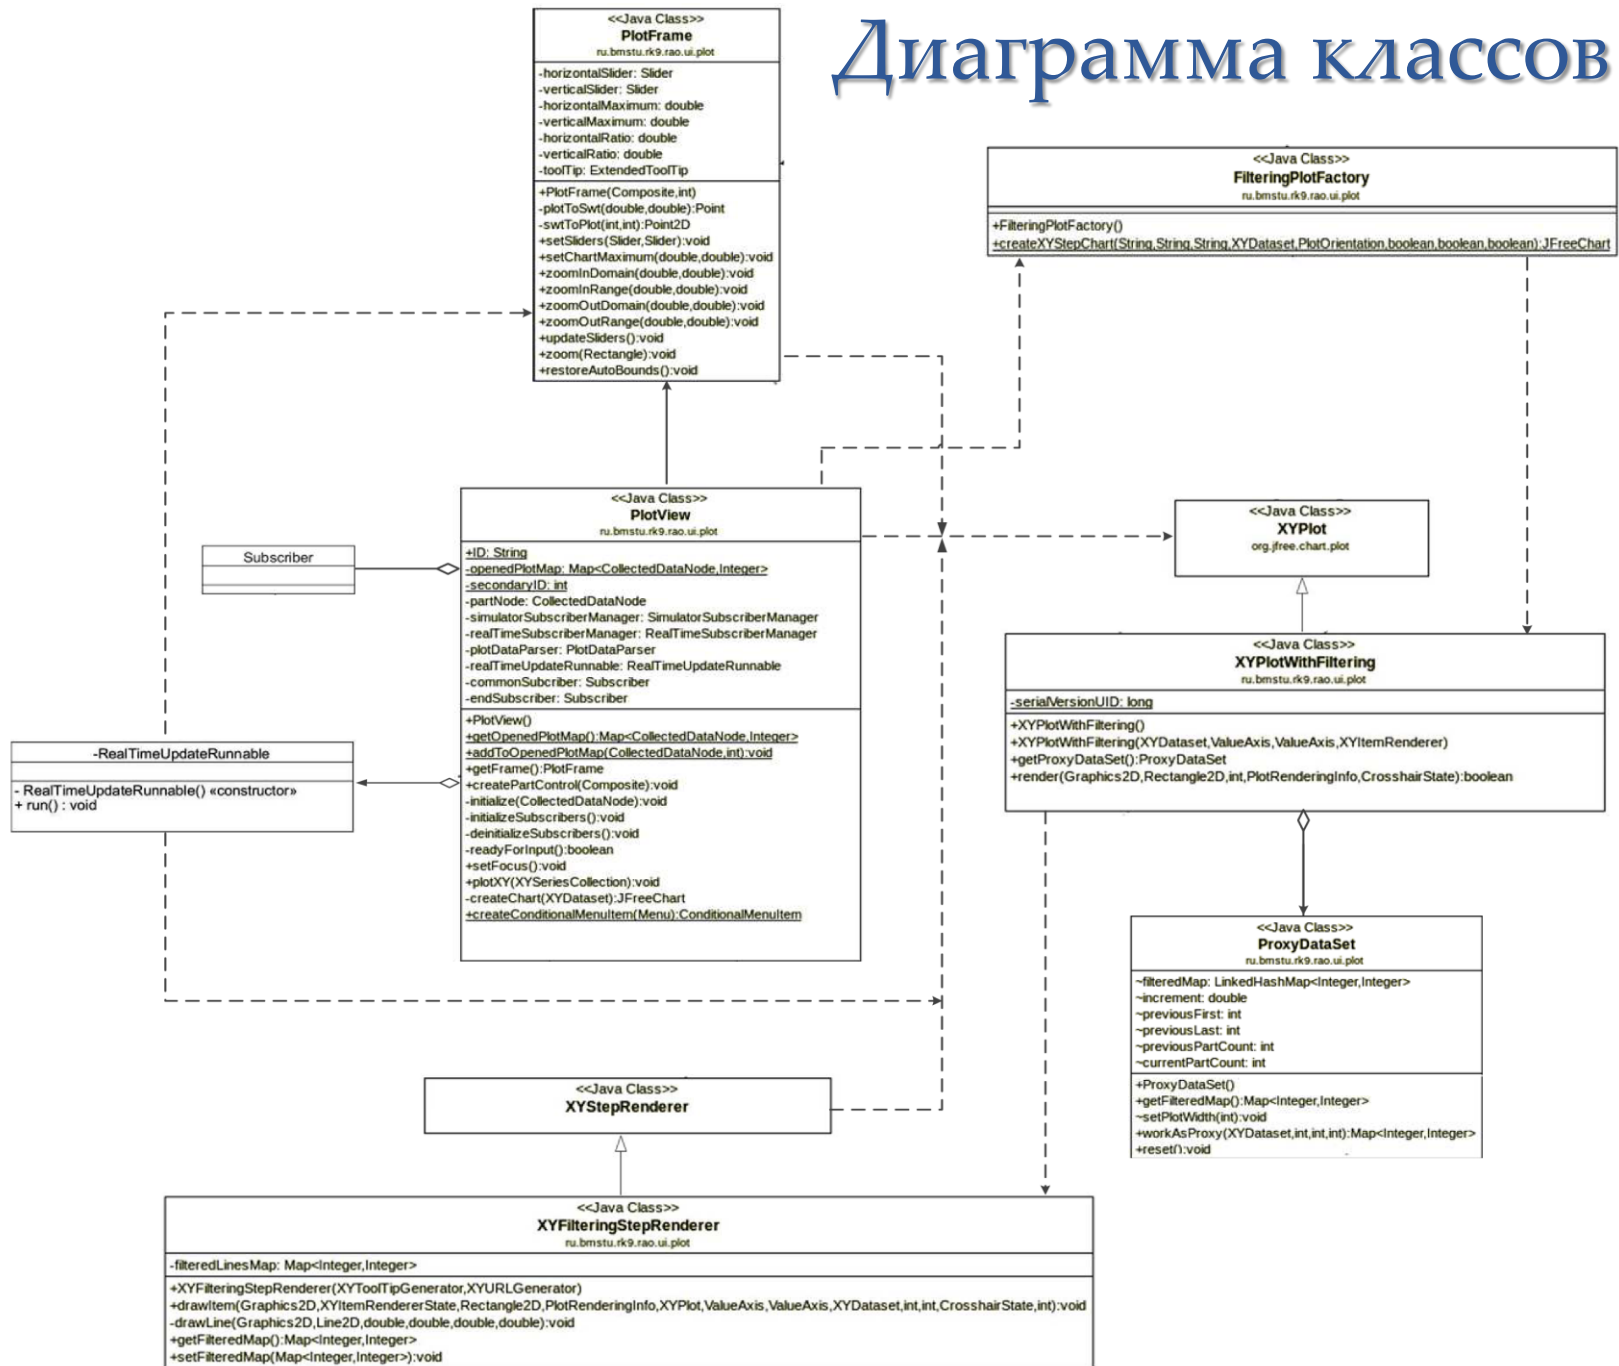 Диаграмма классов
<<Java Class>>
PlotFrame
ru.bmstu.rk9.rao.ui.plot
-horizontalSlider: Slider
-verticalSlider: Slider
-horizontalMaximum: double
-verticalMaximum: double
-horizontalRatio: double
-verticalRatio: double
-toolTip: ExtendedToolTip
+PlotFrame(Composite,int)
-plotToSwt(double,double):Point
-swtToPlot(int,int):Point2D
+setSliders(Slider,Slider):void
+setChartMaximum(double,double):void
+zoomInDomain(double,double):void
+zoomInRange(double,double):void
+zoomOutDomain(double,double):void
+zoomOutRange(double,double):void
+updateSliders():void
+zoom(Rectangle):void
+restoreAutoBounds():void
<<Java Class>>
FilteringPlotFactory
ru.bmstu.rk9.rao.ui.plot
+FilteringPlotFactory()
+createXYStepChart(String,String,String,XYDataset,PlotOrientation,boolean,boolean,boolean):JFreeChart
<<Java Class>>
PlotView
ru.bmstu.rk9.rao.ui.plot
+ID: String
-openedPlotMap: Map<CollectedDataNode,Integer>
-secondaryID: int
-partNode: CollectedDataNode
-simulatorSubscriberManager: SimulatorSubscriberManager
-realTimeSubscriberManager: RealTimeSubscriberManager
-plotDataParser: PlotDataParser
-realTimeUpdateRunnable: RealTimeUpdateRunnable
-commonSubcriber: Subscriber
-endSubscriber: Subscriber
+PlotView()
+getOpenedPlotMap():Map<CollectedDataNode,Integer>
+addToOpenedPlotMap(CollectedDataNode,int):void
+getFrame():PlotFrame
+createPartControl(Composite):void
-initialize(CollectedDataNode):void
-initializeSubscribers():void
-deinitializeSubscribers():void
-readyForInput():boolean
+setFocus():void
+plotXY(XYSeriesCollection):void
-createChart(XYDataset):JFreeChart
+createConditionalMenuItem(Menu):ConditionalMenuItem
Subscriber
-RealTimeUpdateRunnable
- RealTimeUpdateRunnable() «constructor»
+ run() : void
<<Java Class>>
XYPlot
org.jfree.chart.plot
<<Java Class>>
XYPlotWithFiltering
ru.bmstu.rk9.rao.ui.plot
-serialVersionUID: long
+XYPlotWithFiltering()
+XYPlotWithFiltering(XYDataset,ValueAxis,ValueAxis,XYItemRenderer)
+getProxyDataSet():ProxyDataSet
+render(Graphics2D,Rectangle2D,int,PlotRenderingInfo,CrosshairState):boolean
<<Java Class>>
ProxyDataSet
ru.bmstu.rk9.rao.ui.plot
~filteredMap: LinkedHashMap<Integer,Integer>
~increment: double
~previousFirst: int
~previousLast: int
~previousPartCount: int
~currentPartCount: int
+ProxyDataSet()
+getFilteredMap():Map<Integer,Integer>
~setPlotWidth(int):void
+workAsProxy(XYDataset,int,int,int):Map<Integer,Integer>
+reset():void
<<Java Class>>
XYStepRenderer
<<Java Class>>
XYFilteringStepRenderer
ru.bmstu.rk9.rao.ui.plot
-filteredLinesMap: Map<Integer,Integer>
+XYFilteringStepRenderer(XYToolTipGenerator,XYURLGenerator)
+drawItem(Graphics2D,XYItemRendererState,Rectangle2D,PlotRenderingInfo,XYPlot,ValueAxis,ValueAxis,XYDataset,int,int,CrosshairState,int):void
-drawLine(Graphics2D,Line2D,double,double,double,double):void
+getFilteredMap():Map<Integer,Integer>
+setFilteredMap(Map<Integer,Integer>):void